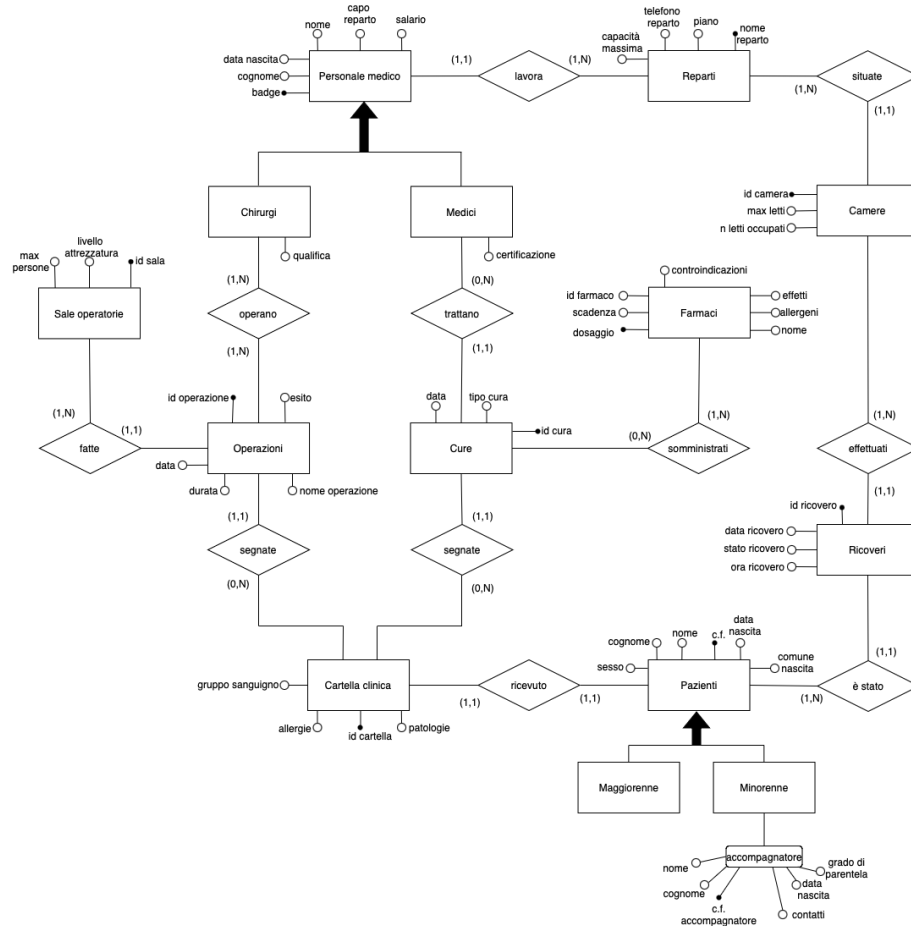 nome
capo
reparto
salario
data nascita
cognome
badge
Personale medico
(1,1)
lavora
(1,N)
capacità
massima
telefono
reparto
piano
nome
reparto
Reparti
(1,N)
situate
(1,1)
Chirurgi
qualifica
Medici
certificazione
id camera
max letti
n letti occupati
Camere
max
persone
livello
attrezzatura
id sala
Sale operatorie
(1,N)
operano
(1,N)
(0,N)
trattano
(1,1)
controindicazioni
id farmaco
scadenza
dosaggio
Farmaci
effetti
allergeni
nome
(1,N)
fatte
(1,1)
id operazione
esito
Operazioni
data
durata
nome operazione
data
tipo cura
id cura
Cure
(0,N)
somministrati
(1,N)
(1,N)
effettuati
(1,1)
(1,1)
segnate
(0,N)
(1,1)
segnate
(0,N)
id ricovero
data ricovero
stato ricovero
ora ricovero
Ricoveri
gruppo sanguigno
Cartella clinica
allergie
id cartella
patologie
(1,1)
ricevuto
(1,1)
cognome
nome
c.f.
data
nascita
sesso
comune
nascita
Pazienti
(1,N)
è stato
(1,1)
Maggiorenne
Minorenne
accompagnatore
nome
cognome
c.f.
accompagnatore
contatti
data
nascita
grado di
parentela